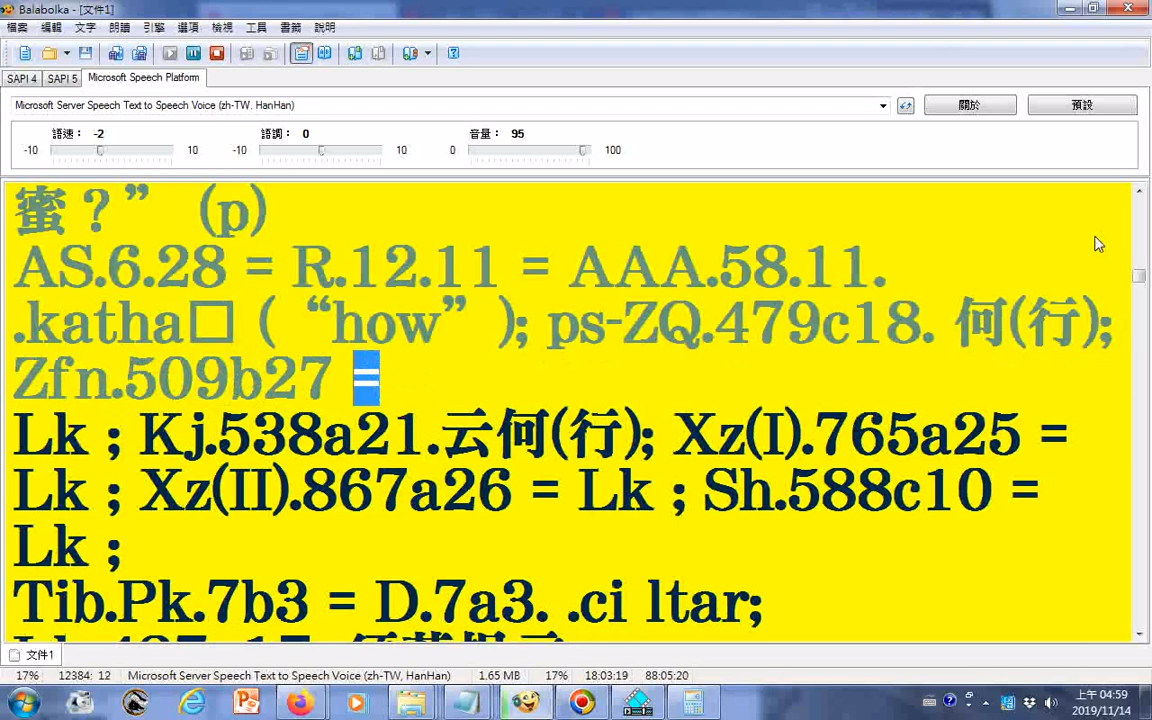 Balabolka - [文件1]
檔案 編輯 文字 朗讀 引擎 選項 檢視 工具 書籤 說明
SAPI 4 SAPI 5 Microsoft Speech Platform
Microsoft Server Speech Text to Speech Voice (zh-TW, HanHan) 關於 預設
語速： -2 語調： 0 音量： 95
-10 10 -10 10 0 100
蜜？” (p)
AS.6.28 = R.12.11 = AAA.58.11.
.katha□ (“how”); ps-ZQ.479c18. 何(行);
Zfn.509b27 =
Lk ; Kj.538a21.云何(行); Xz(I).765a25 =
Lk ; Xz(II).867a26 = Lk ; Sh.588c10 =
Lk ;
Tib.Pk.7b3 = D.7a3. .ci ltar;
文件1
17% 12384: 12 Microsoft Server Speech Text to Speech Voice (zh-TW, HanHan) 1.65 MB 17% 18:03:19 88:05:20
上午 04:59
2019/11/14